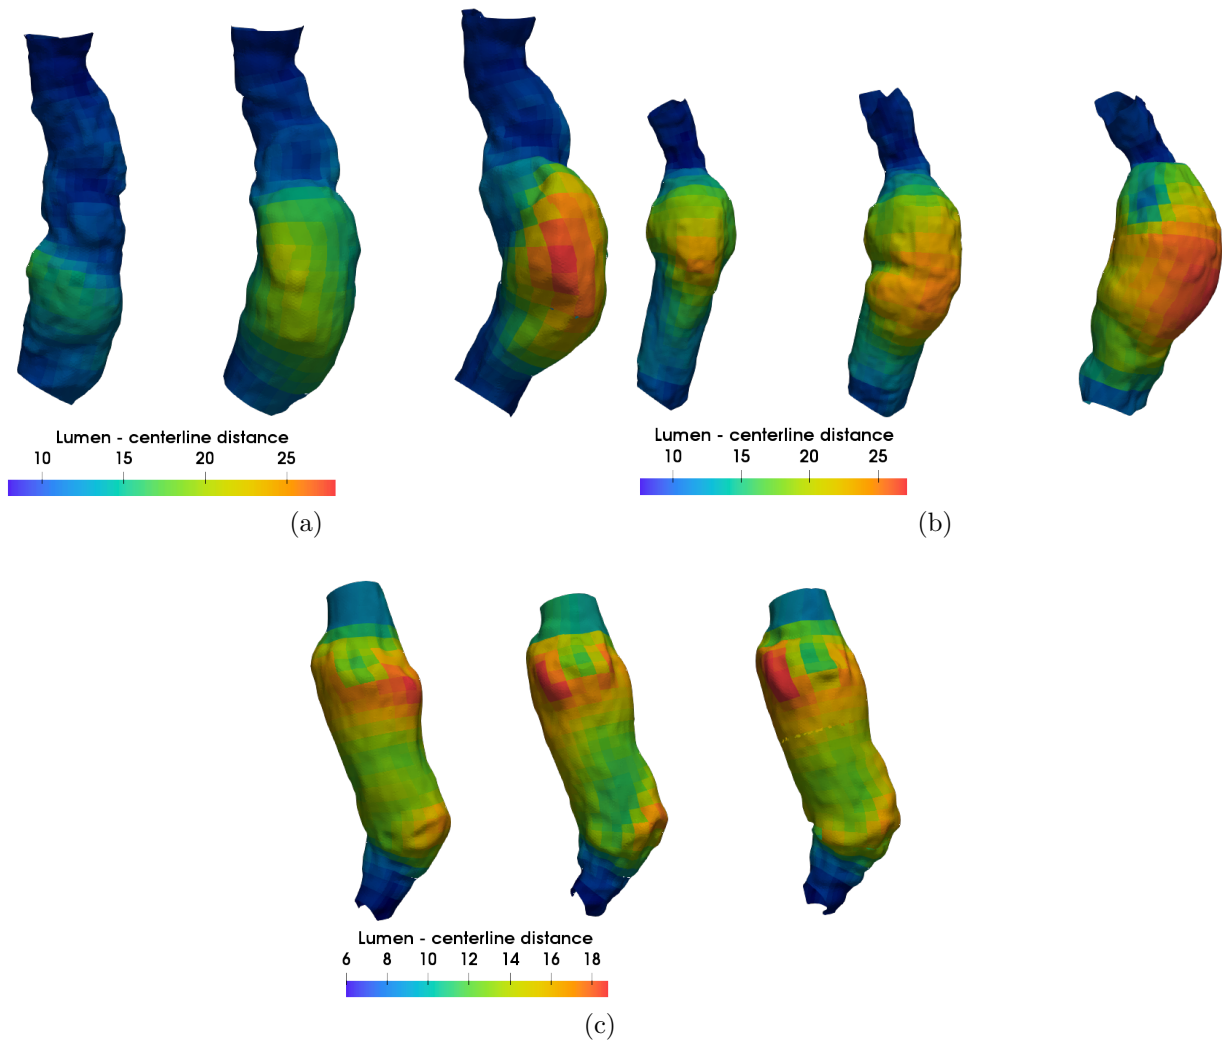 Lumen - centerline distance
10 15 20 25
(a)
Lumen - centerline distance
10 15 20 25
(b)
Lumen - centerline distance
6 8 10 12 14 16 18
(c)